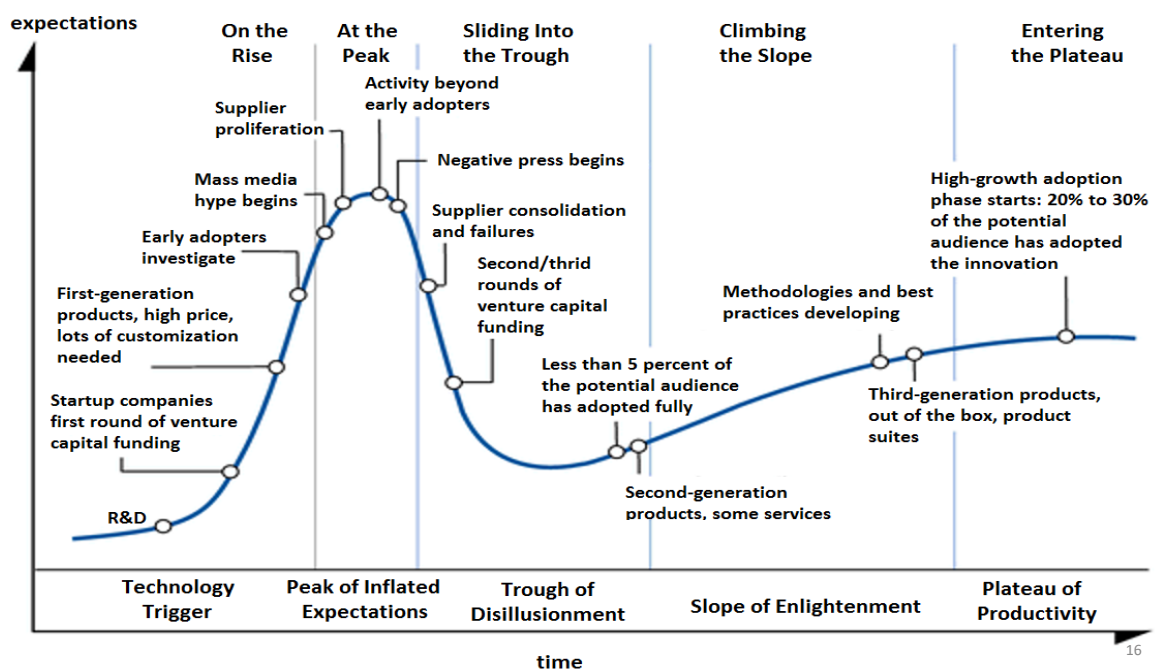 expectations
On the
Rise
At the
Peak
Sliding Into
the Trough
Climbing
the Slope
Entering
the Plateau
Activity beyond
early adopters
Supplier
proliferation
Negative press begins
Mass media
hype begins
High-growth adoption
phase starts: 20% to 30%
of the potential
audience has adopted
the innovation
Supplier consolidation
and failures
Early adopters
investigate
Second/thrid
rounds of
venture capital
funding
First-generation
products, high price,
lots of customization
needed
Methodologies and best
practices developing
Less than 5 percent of
the potential audience
has adopted fully
Third-generation products,
out of the box, product
suites
Startup companies
first round of venture
capital funding
Second-generation
products, some services
R&D
Technology
Trigger
Peak of Inflated
Expectations
Trough of
Disillusionment
Slope of Enlightenment
Plateau of
Productivity
time
16